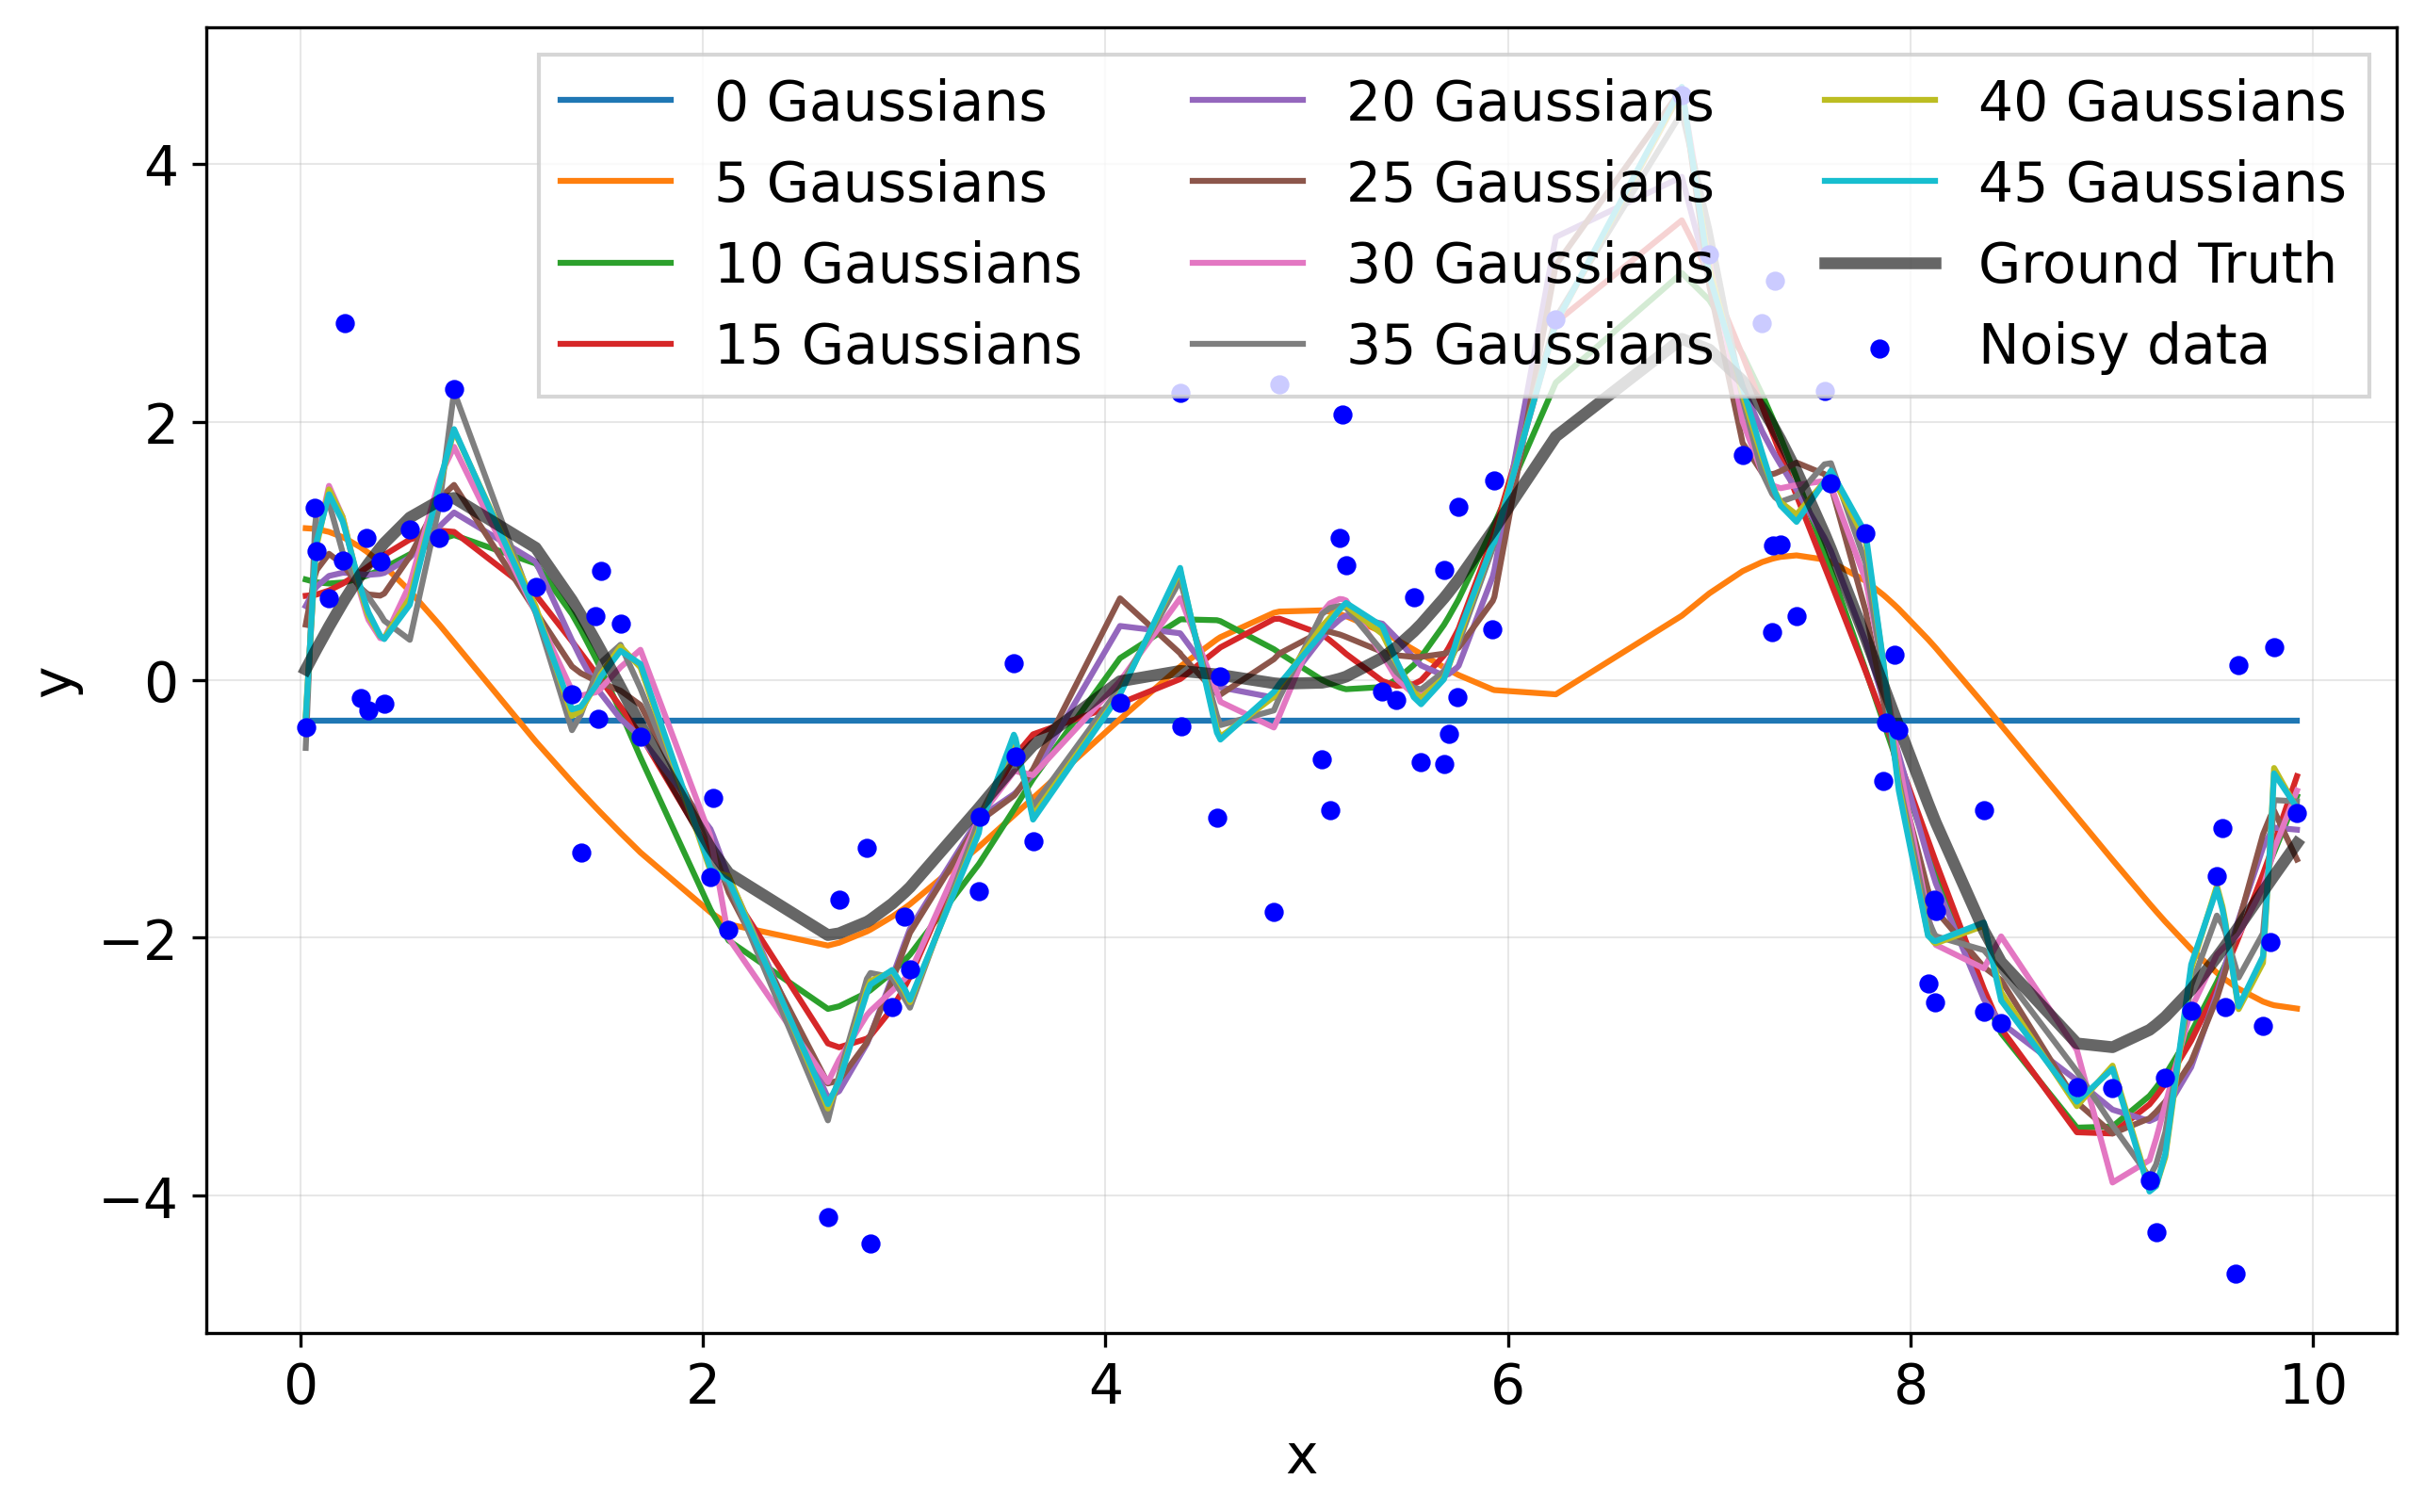 0 Gaussians
5 Gaussians
10 Gaussians
15 Gaussians
20 Gaussians
25 Gaussians
30 Gaussians
35 Gaussians
40 Gaussians
45 Gaussians
Ground Truth
Noisy data
y
4
2
0
−2
−4
0 2 4 6 8 10
x